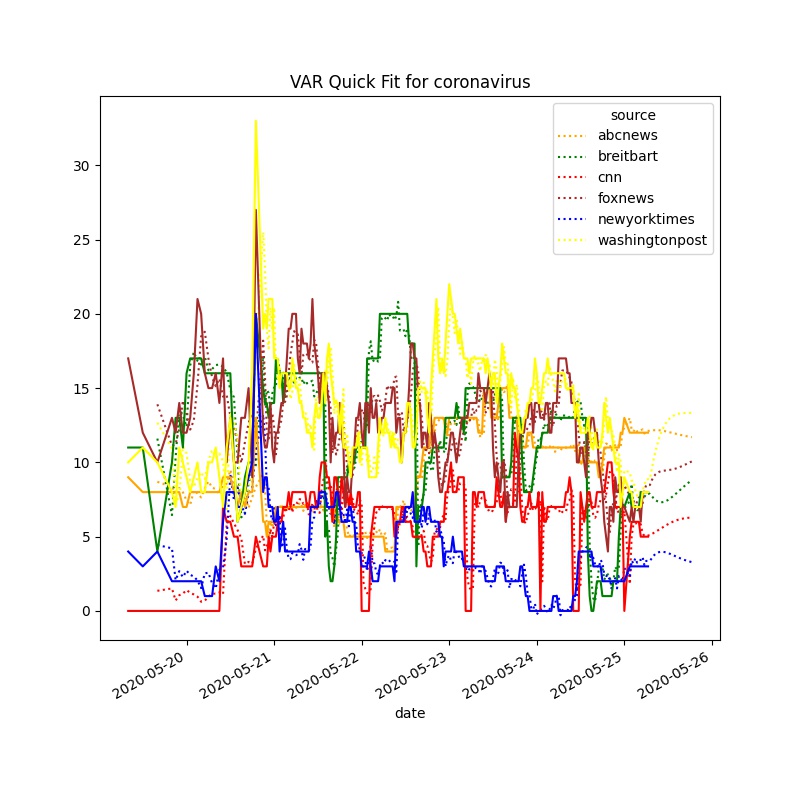 VAR Quick Fit for coronavirus
source
abcnews
breitbart
cnn
foxnews
newyorktimes
washingtonpost
30
25
20
15
10
5
0
2020-05-20
2020-05-21
2020-05-22
2020-05-23
2020-05-24
2020-05-25
2020-05-26
date